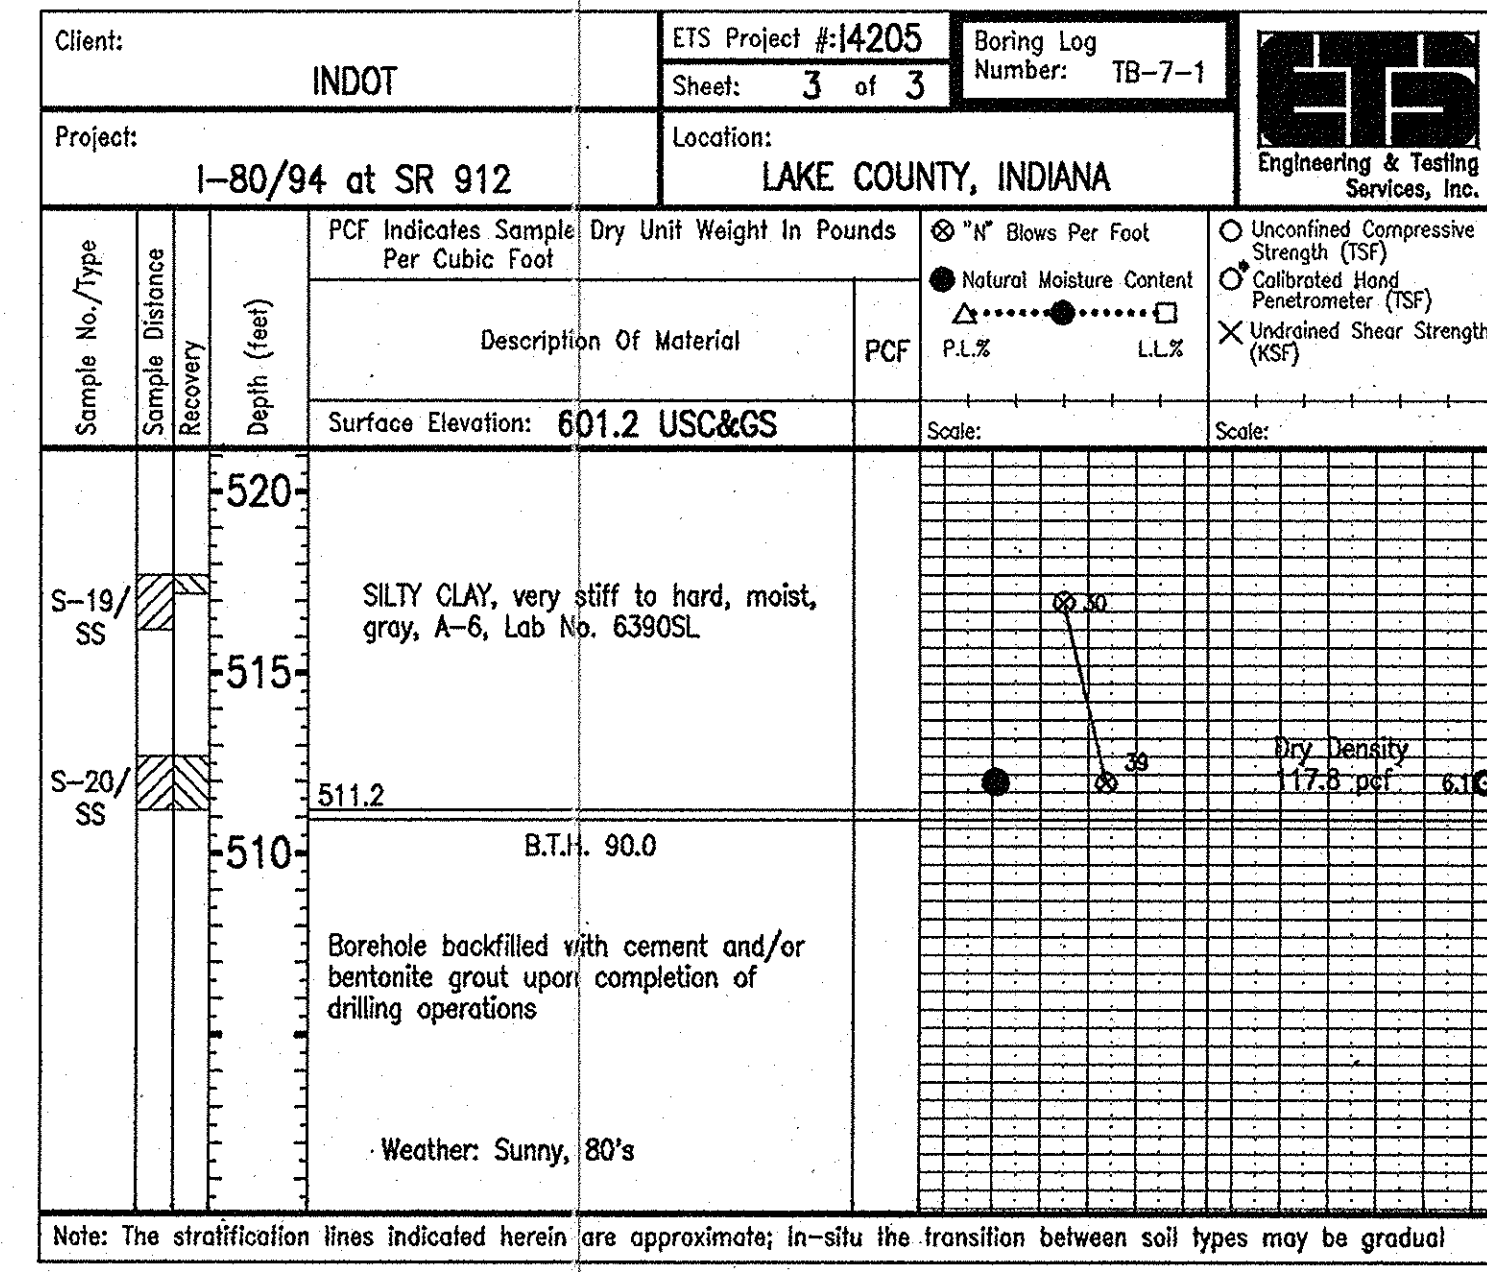 Client:
INDOT
ETS Project #:14205
Sheet: 3 of 3
Boring Log
Number: TB-7-1
ETS
Engineering & Testing
Services, Inc.
Project:
I-80/94 at SR 912
Location:
LAKE COUNTY, INDIANA
Sample No./Type
Sample Distance
Recovery
Depth (feet)
PCF Indicates Sample Dry Unit Weight In Pounds
Per Cubic Foot
Description Of Material
PCF
Surface Elevation: 601.2 USC&GS
"N" Blows Per Foot
Natural Moisture Content
P.L.% L.L.%
Scale:
Unconfined Compressive
Strength (TSF)
* Calibrated Hand
Penetrometer (TSF)
Undrained Shear Strength
(KSF)
Scale:
520
S-19/
SS
SILTY CLAY, very stiff to hard, moist,
gray, A-6, Lab No. 6390SL
30
515
S-20/
SS
511.2
39
Dry Density
117.8 pcf
510
B.T.H. 90.0
Borehole backfilled with cement and/or
bentonite grout upon completion of
drilling operations
Weather: Sunny, 80's
Note: The stratification lines indicated herein are approximate; in-situ the transition between soil types may be gradual